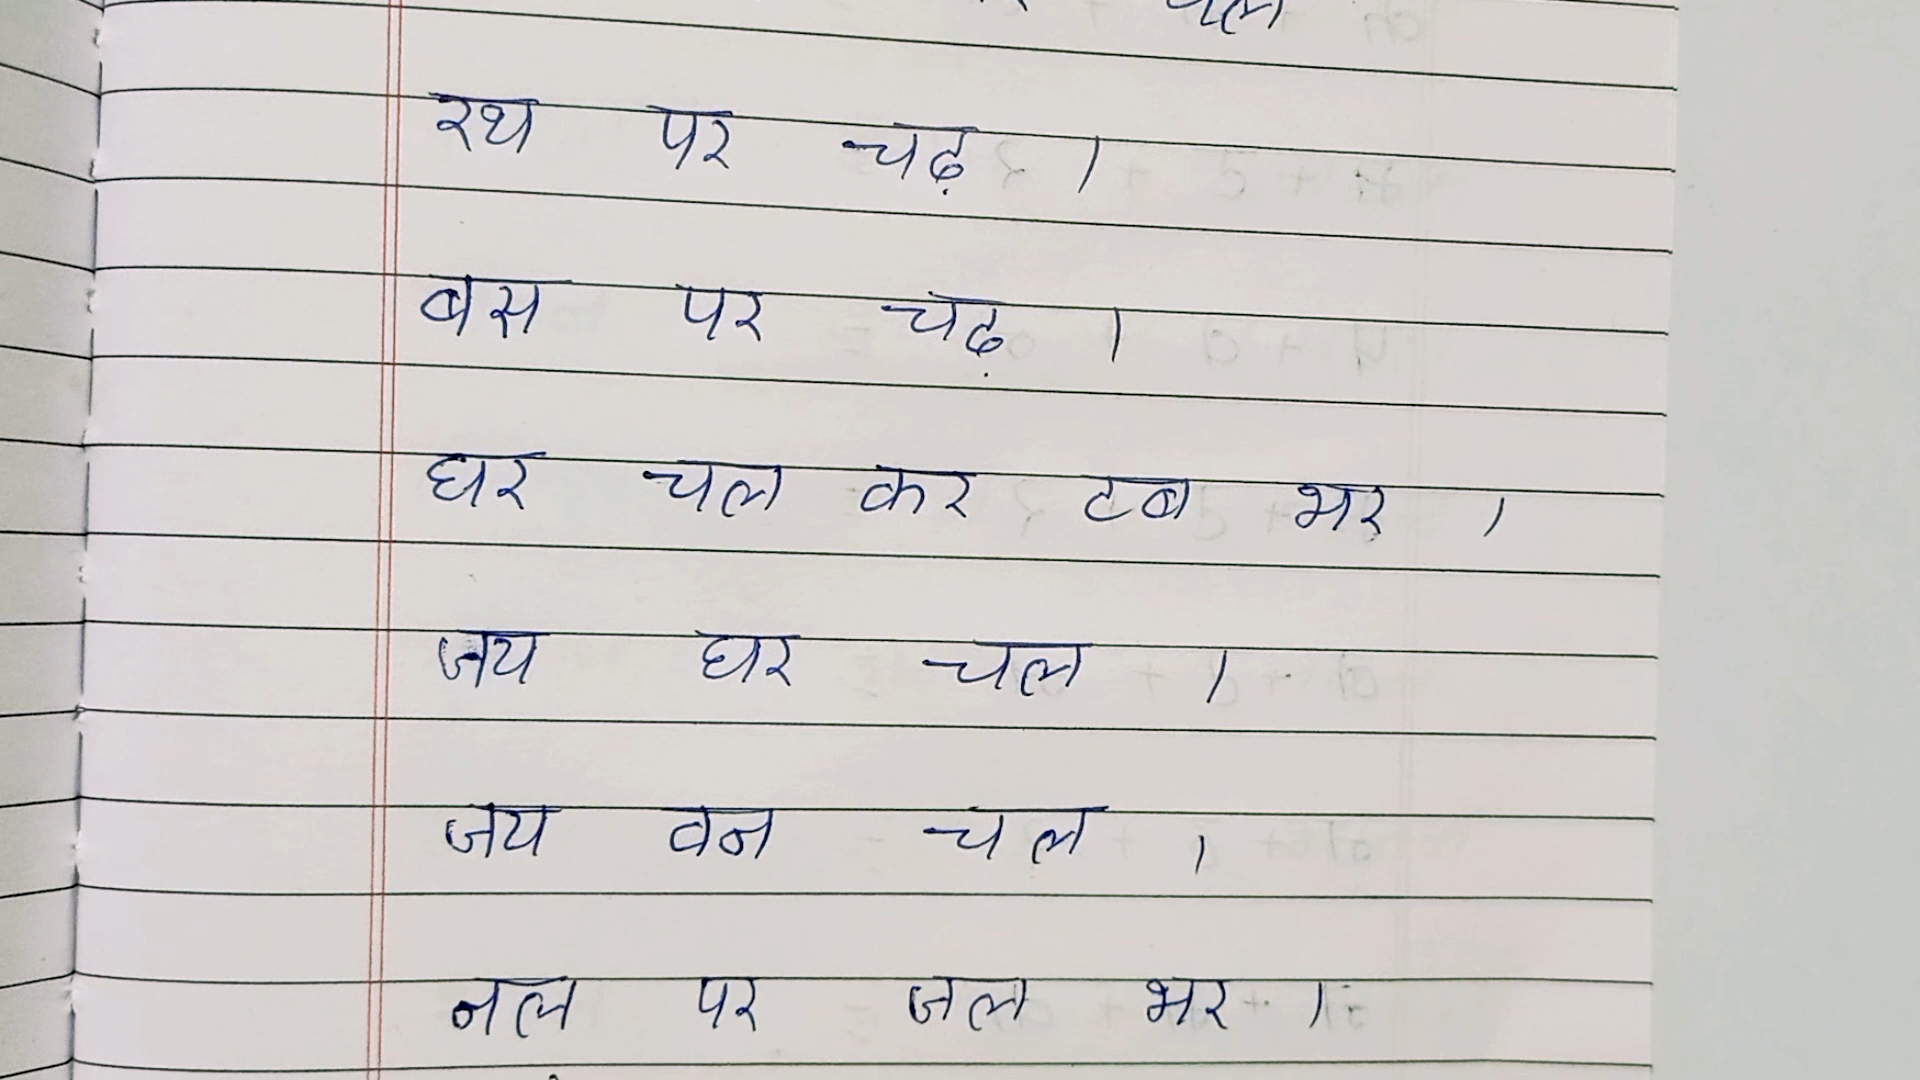 चल
रथ पर चढ़ ।
बस पर चढ़ ।
घर चल कर टब भर ।
जय घर चल ।
जय वन चल ।
नल पर जल भर ।